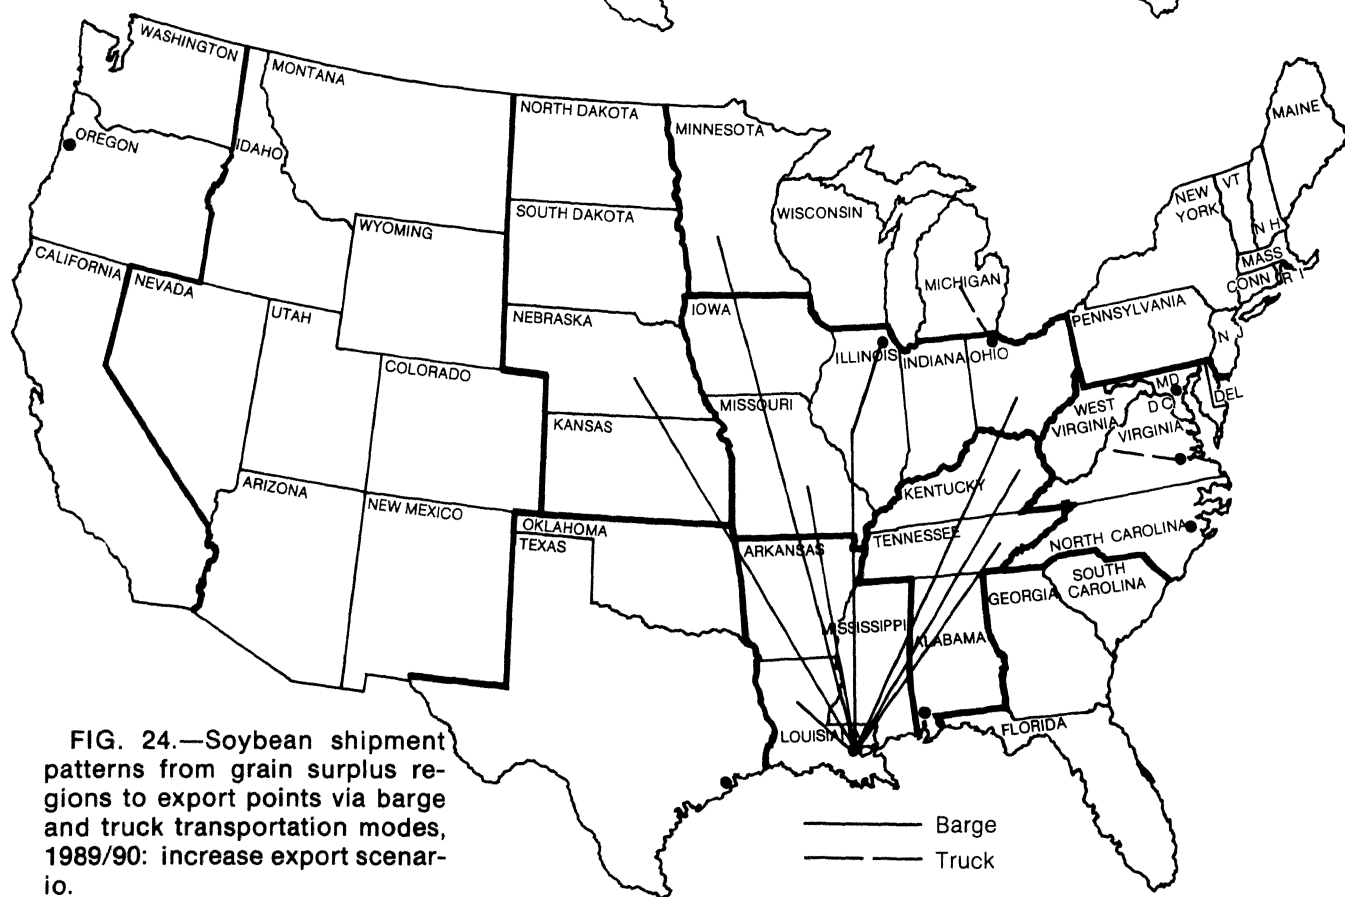 WASHINGTON
MONTANA
NORTH DAKOTA
MINNESOTA
MAINE
OREGON
IDAHO
VT
NEW
YORK
WISCONSIN
SOUTH DAKOTA
N H
WYOMING
MASS
CALIFORNIA
NEVADA
MICHIGAN
CONN
R I
UTAH
NEBRASKA
IOWA
PENNSYLVANIA
N
ILLINOIS
INDIANA
OHIO
COLORADO
MD
D C
DEL
MISSOURI
WEST
VIRGINIA
VIRGINIA
KANSAS
ARIZONA
KENTUCKY
NEW MEXICO
OKLAHOMA
TEXAS
ARKANSAS
TENNESSEE
NORTH CAROLINA
SOUTH
CAROLINA
GEORGIA
MISSISSIPPI
ALABAMA
LOUISIA
FLORIDA
FIG. 24.—Soybean shipment
patterns from grain surplus re-
gions to export points via barge
and truck transportation modes,
1989/90: increase export scenar-
io.
Barge
Truck